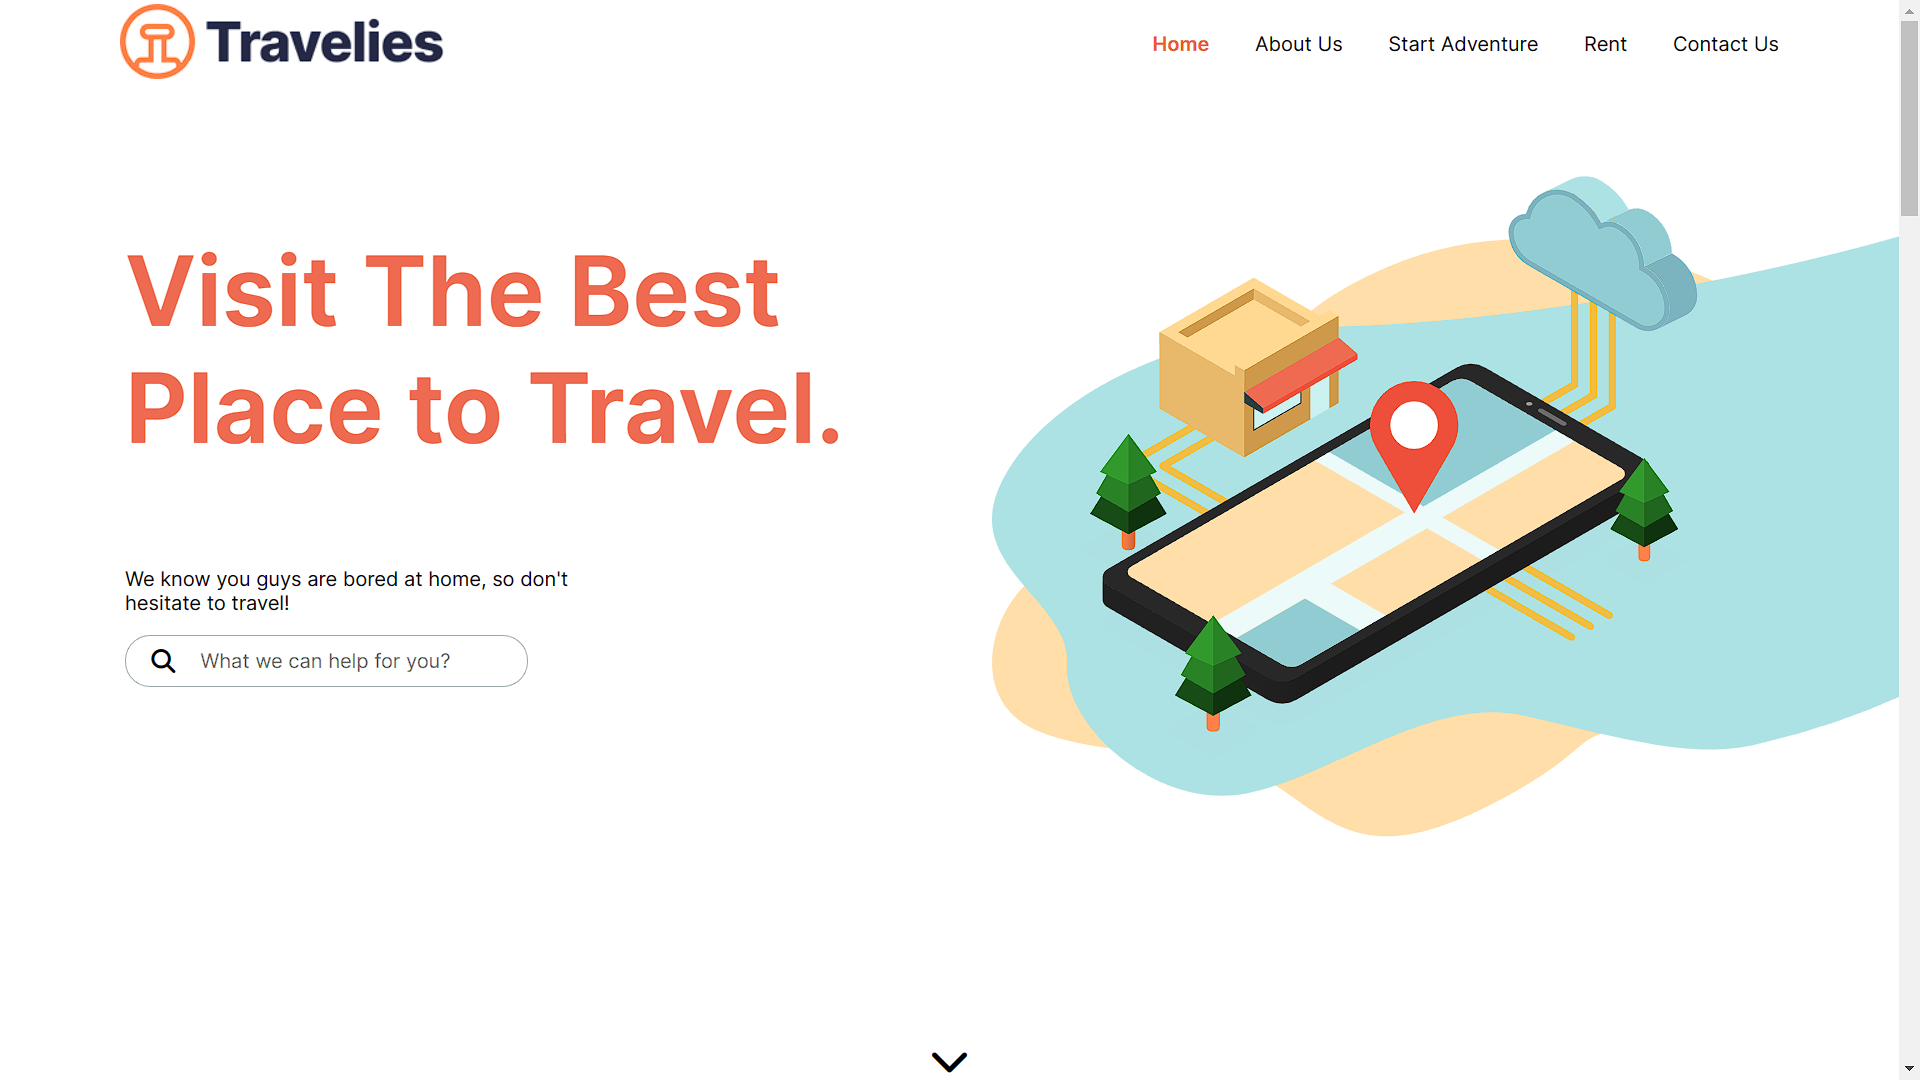 Travelies
Home About Us Start Adventure Rent Contact Us
Visit The Best
Place to Travel.
We know you guys are bored at home, so don't
hesitate to travel!
What we can help for you?